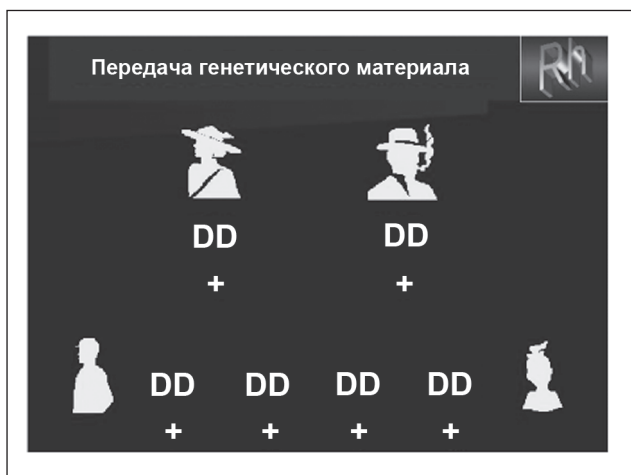 Передача генетического материала
Rh
DD DD
+ +
DD DD DD DD
+ + + +